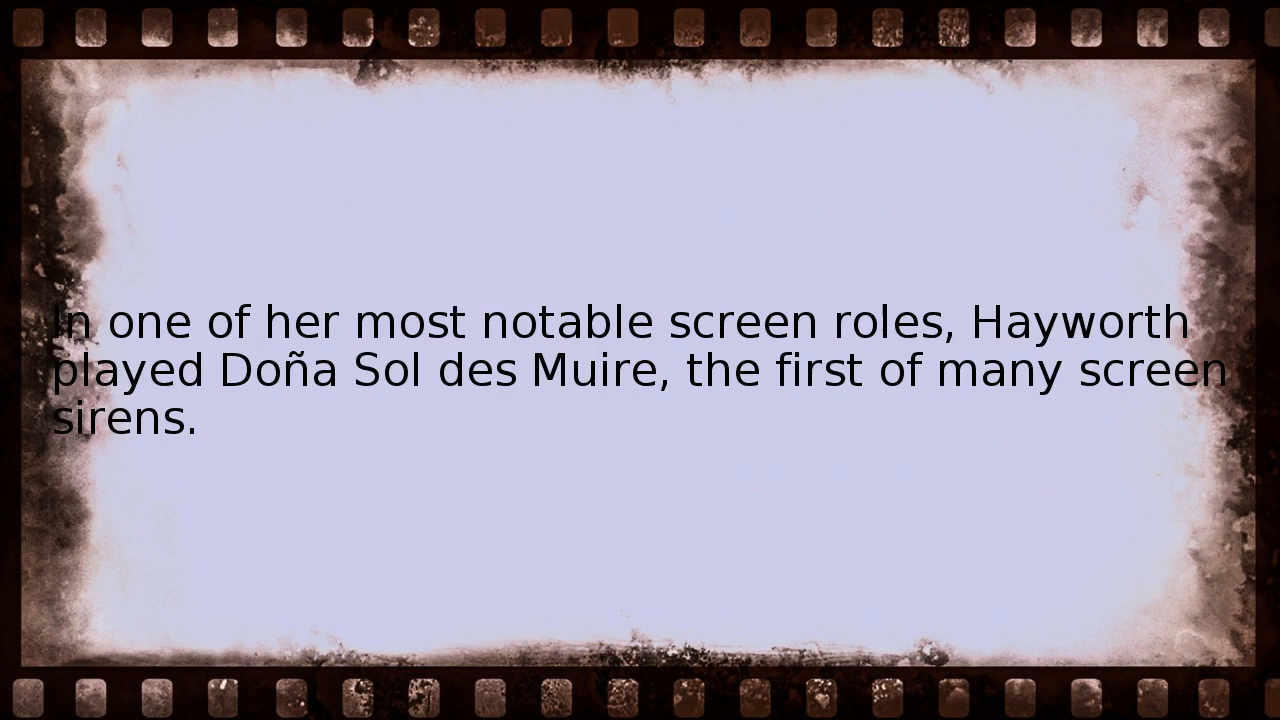 In one of her most notable screen roles, Hayworth
played Doña Sol des Muire, the first of many screen
sirens.